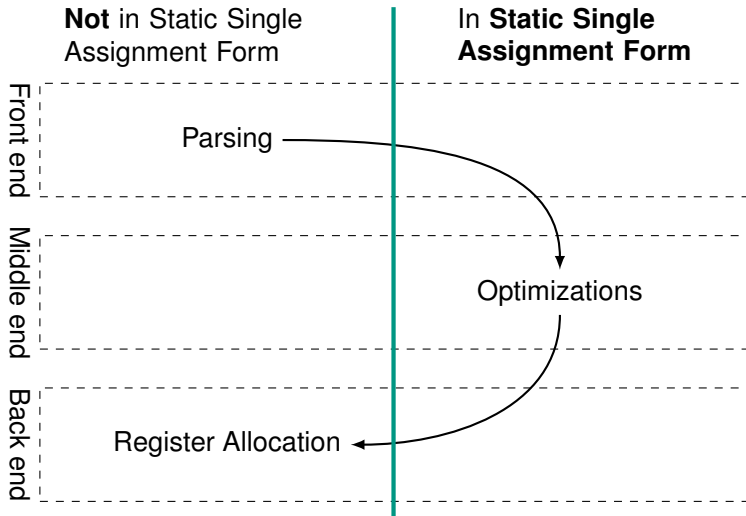 Not in Static Single
Assignment Form
In Static Single
Assignment Form
Front end
Parsing
Middle end
Optimizations
Back end
Register Allocation